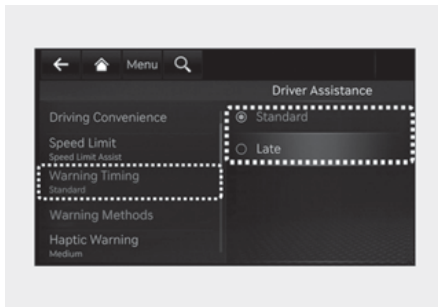 Menu
Driver Assistance
Driving Convenience
Speed Limit
Speed Limit Assist
Warning Timing
Standard
Warning Methods
Haptic Warning
Medium
Standard
Late